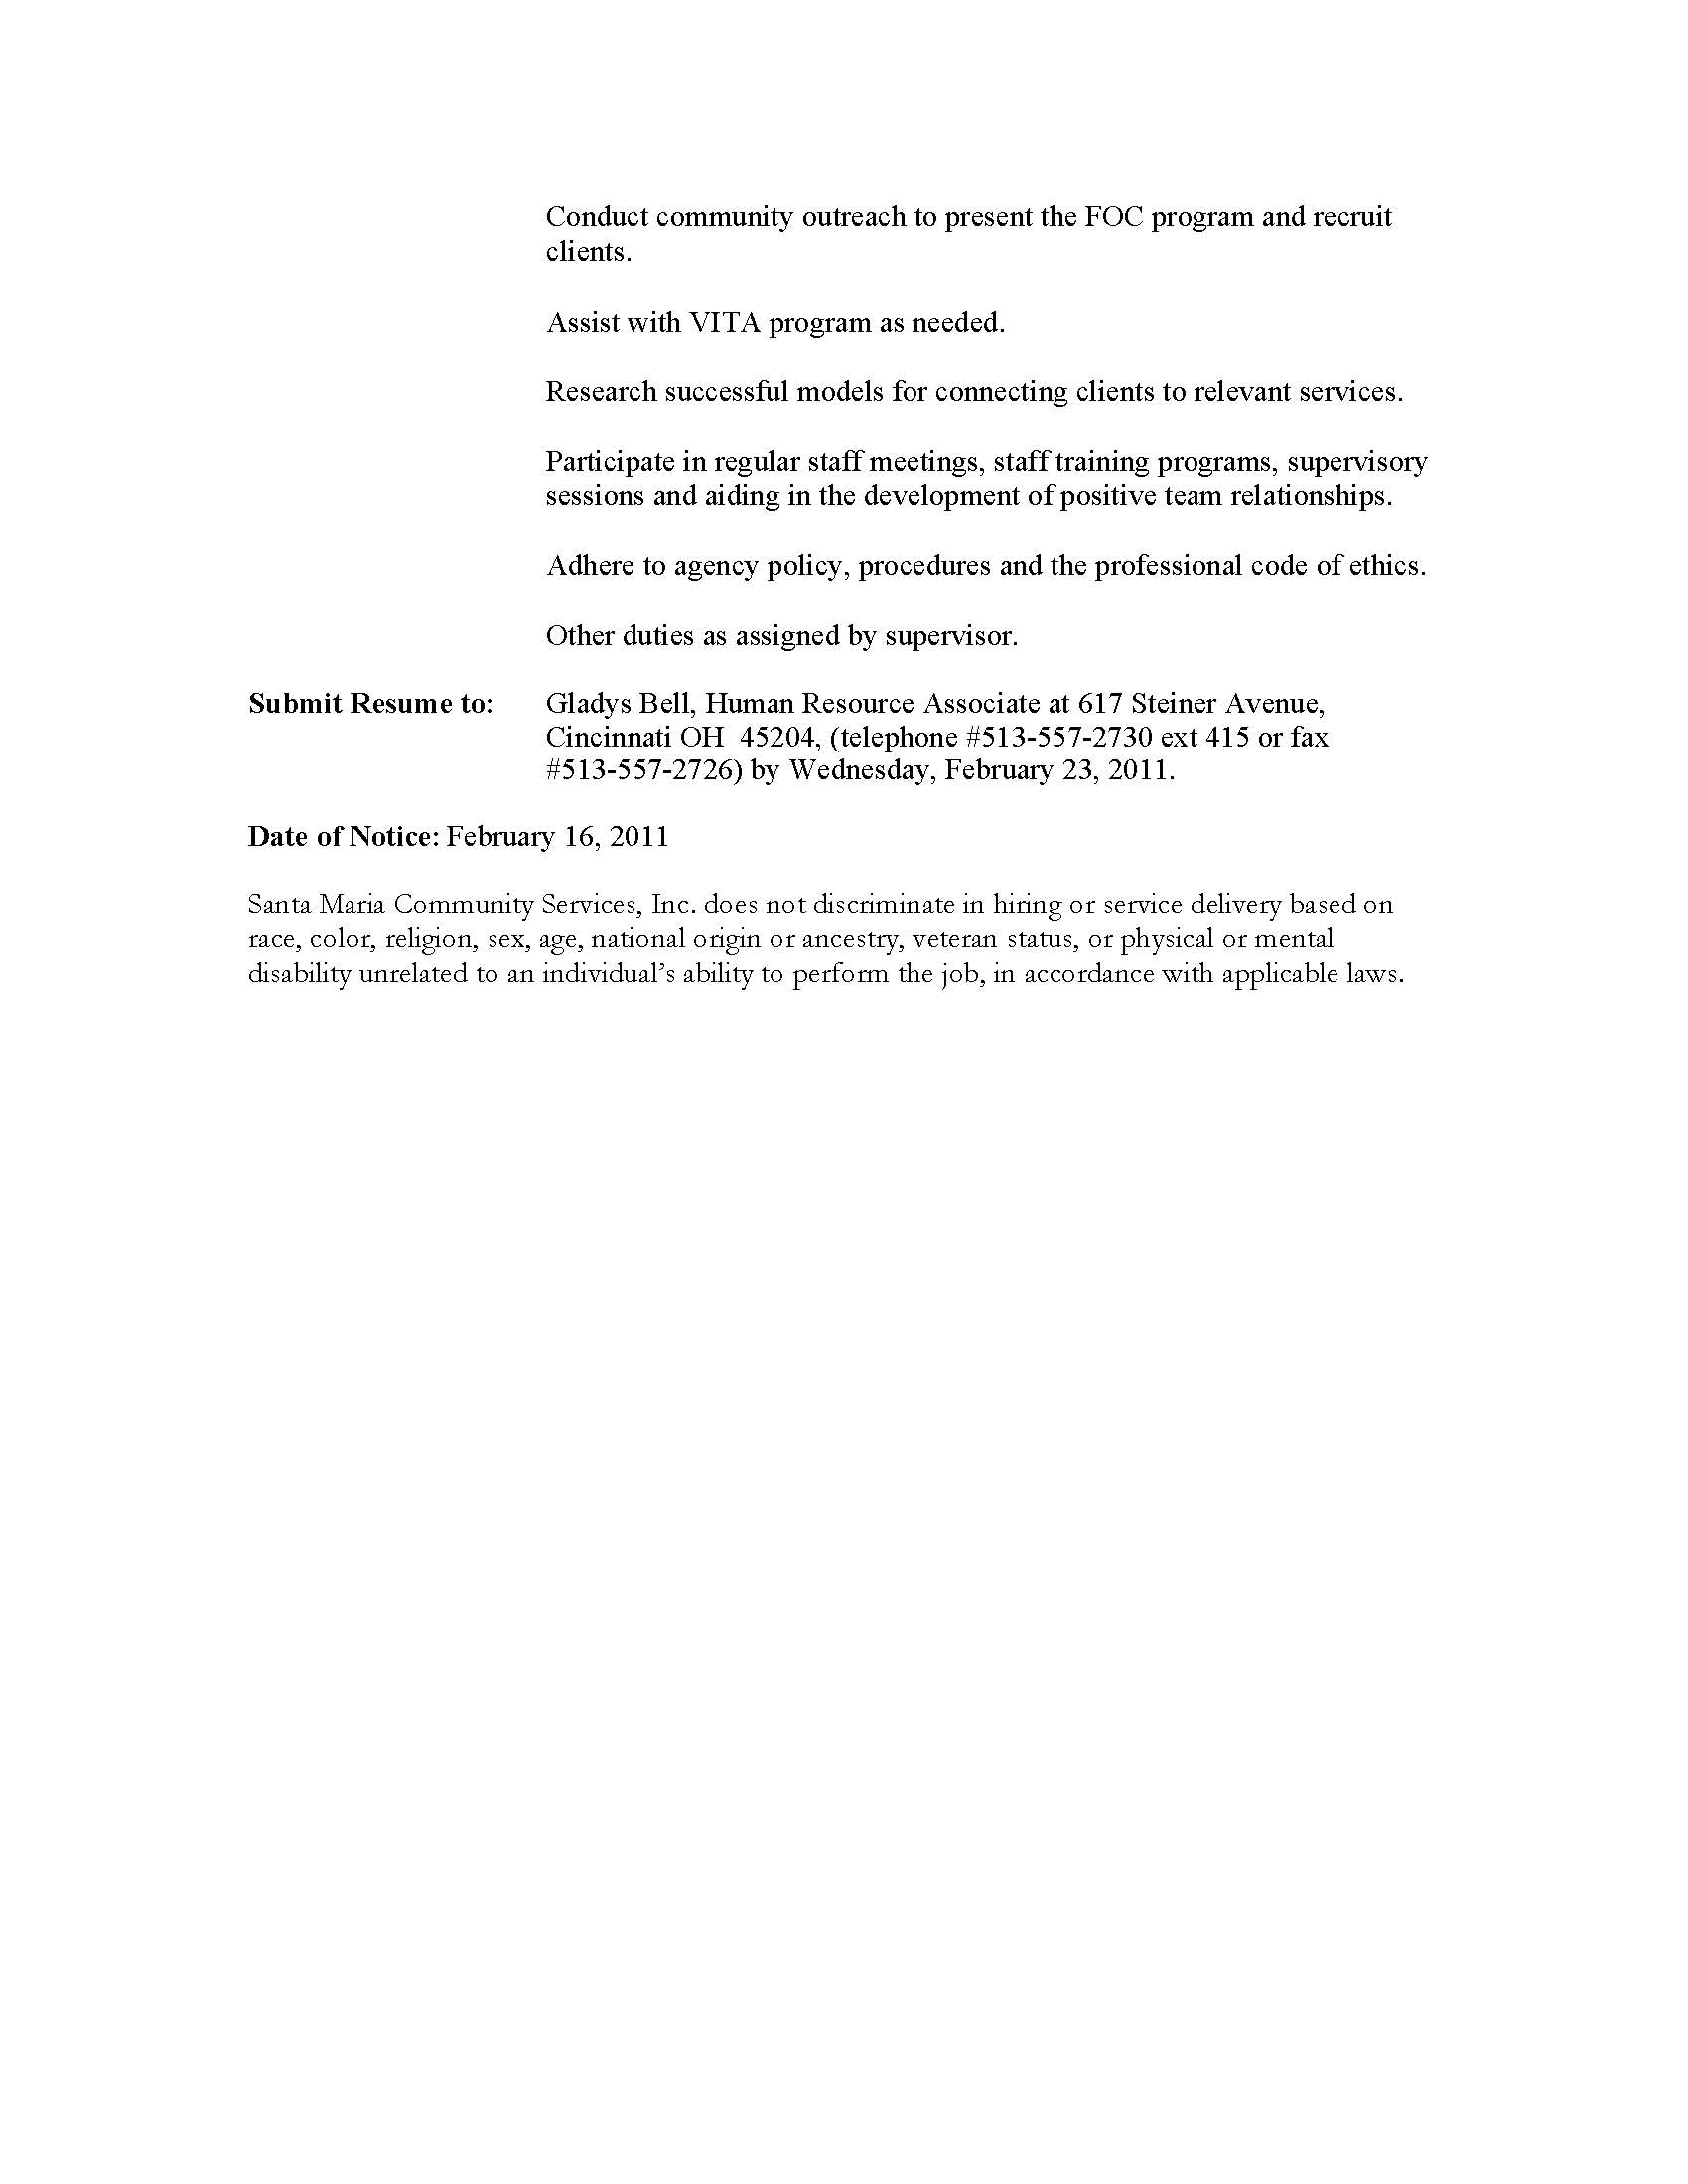 Conduct community outreach to present the FOC program and recruit
clients.
Assist with VITA program as needed.
Research successful models for connecting clients to relevant services.
Participate in regular staff meetings, staff training programs, supervisory
sessions and aiding in the development of positive team relationships.
Adhere to agency policy, procedures and the professional code of ethics.
Other duties as assigned by supervisor.
Submit Resume to: Gladys Bell, Human Resource Associate at 617 Steiner Avenue,
Cincinnati OH  45204, (telephone #513-557-2730 ext 415 or fax
#513-557-2726) by Wednesday, February 23, 2011.
Date of Notice: February 16, 2011
Santa Maria Community Services, Inc. does not discriminate in hiring or service delivery based on
race, color, religion, sex, age, national origin or ancestry, veteran status, or physical or mental
disability unrelated to an individual’s ability to perform the job, in accordance with applicable laws.